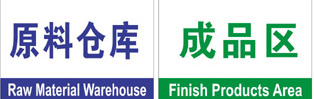 原料仓库
Raw Material Warehouse
成品区
Finish Products Area